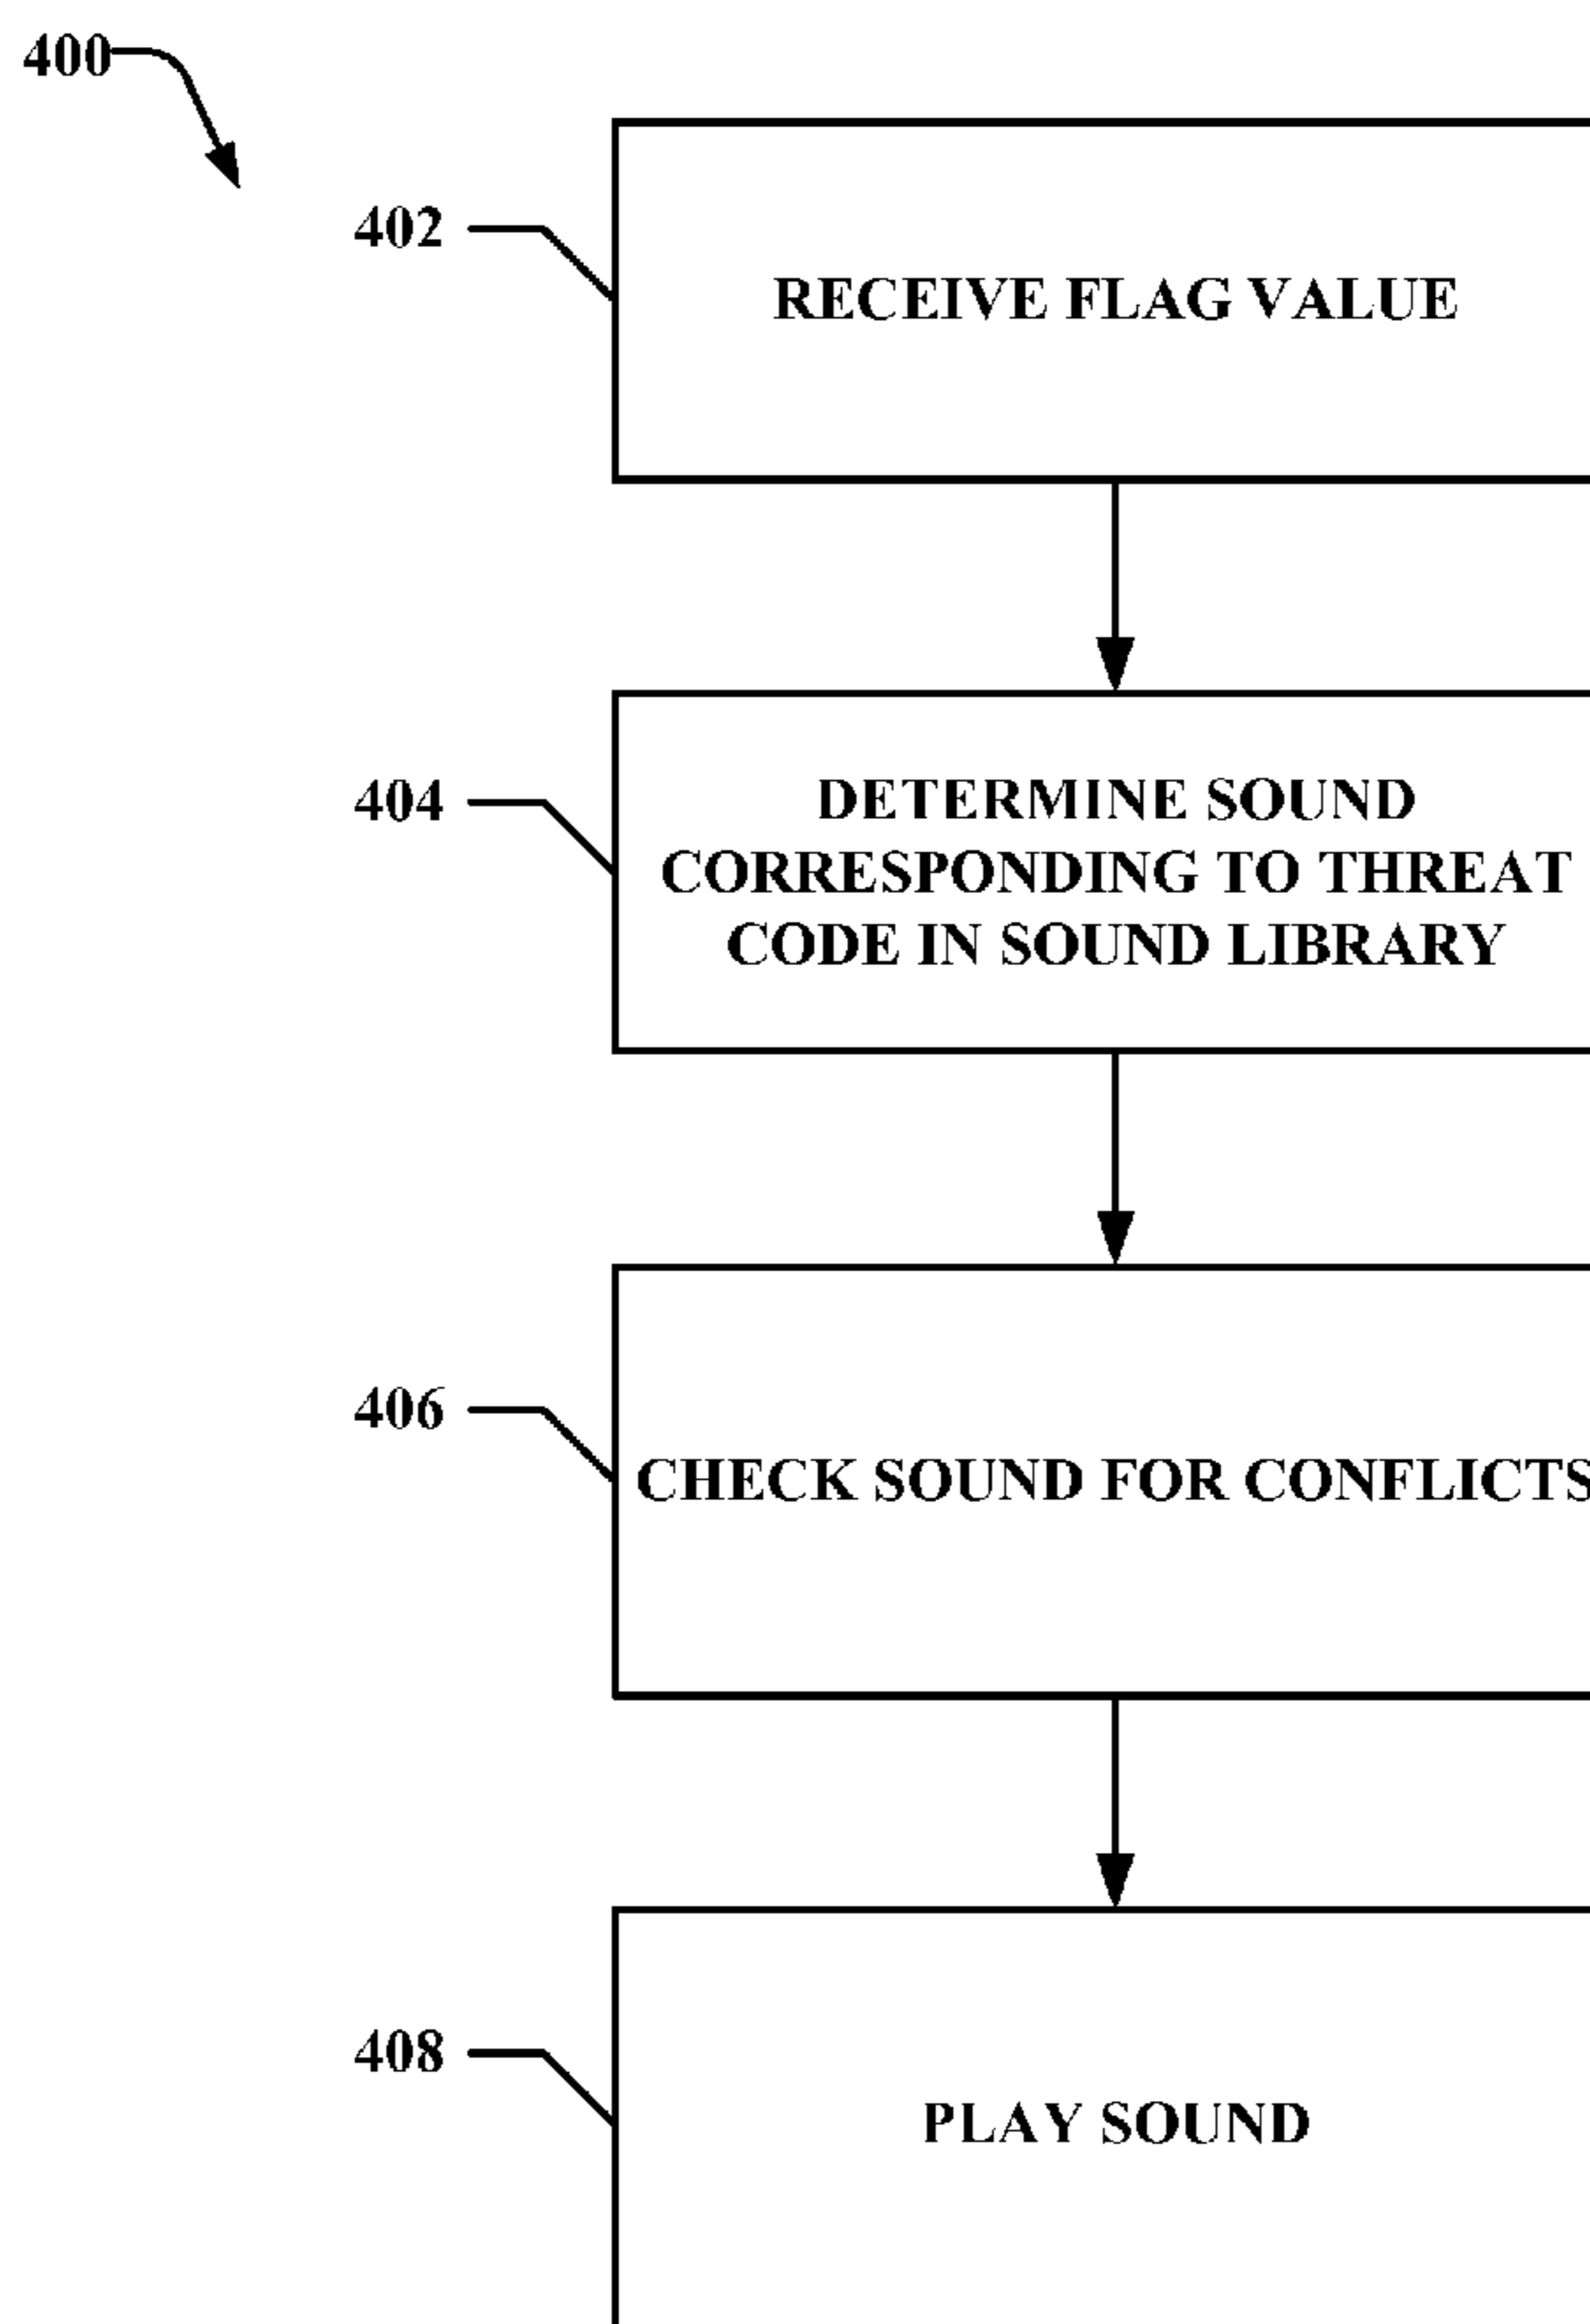 400
402
RECEIVE FLAG VALUE
404
DETERMINE SOUND
CORRESPONDING TO THREAT
CODE IN SOUND LIBRARY
406
CHECK SOUND FOR CONFLICTS
408
PLAY SOUND